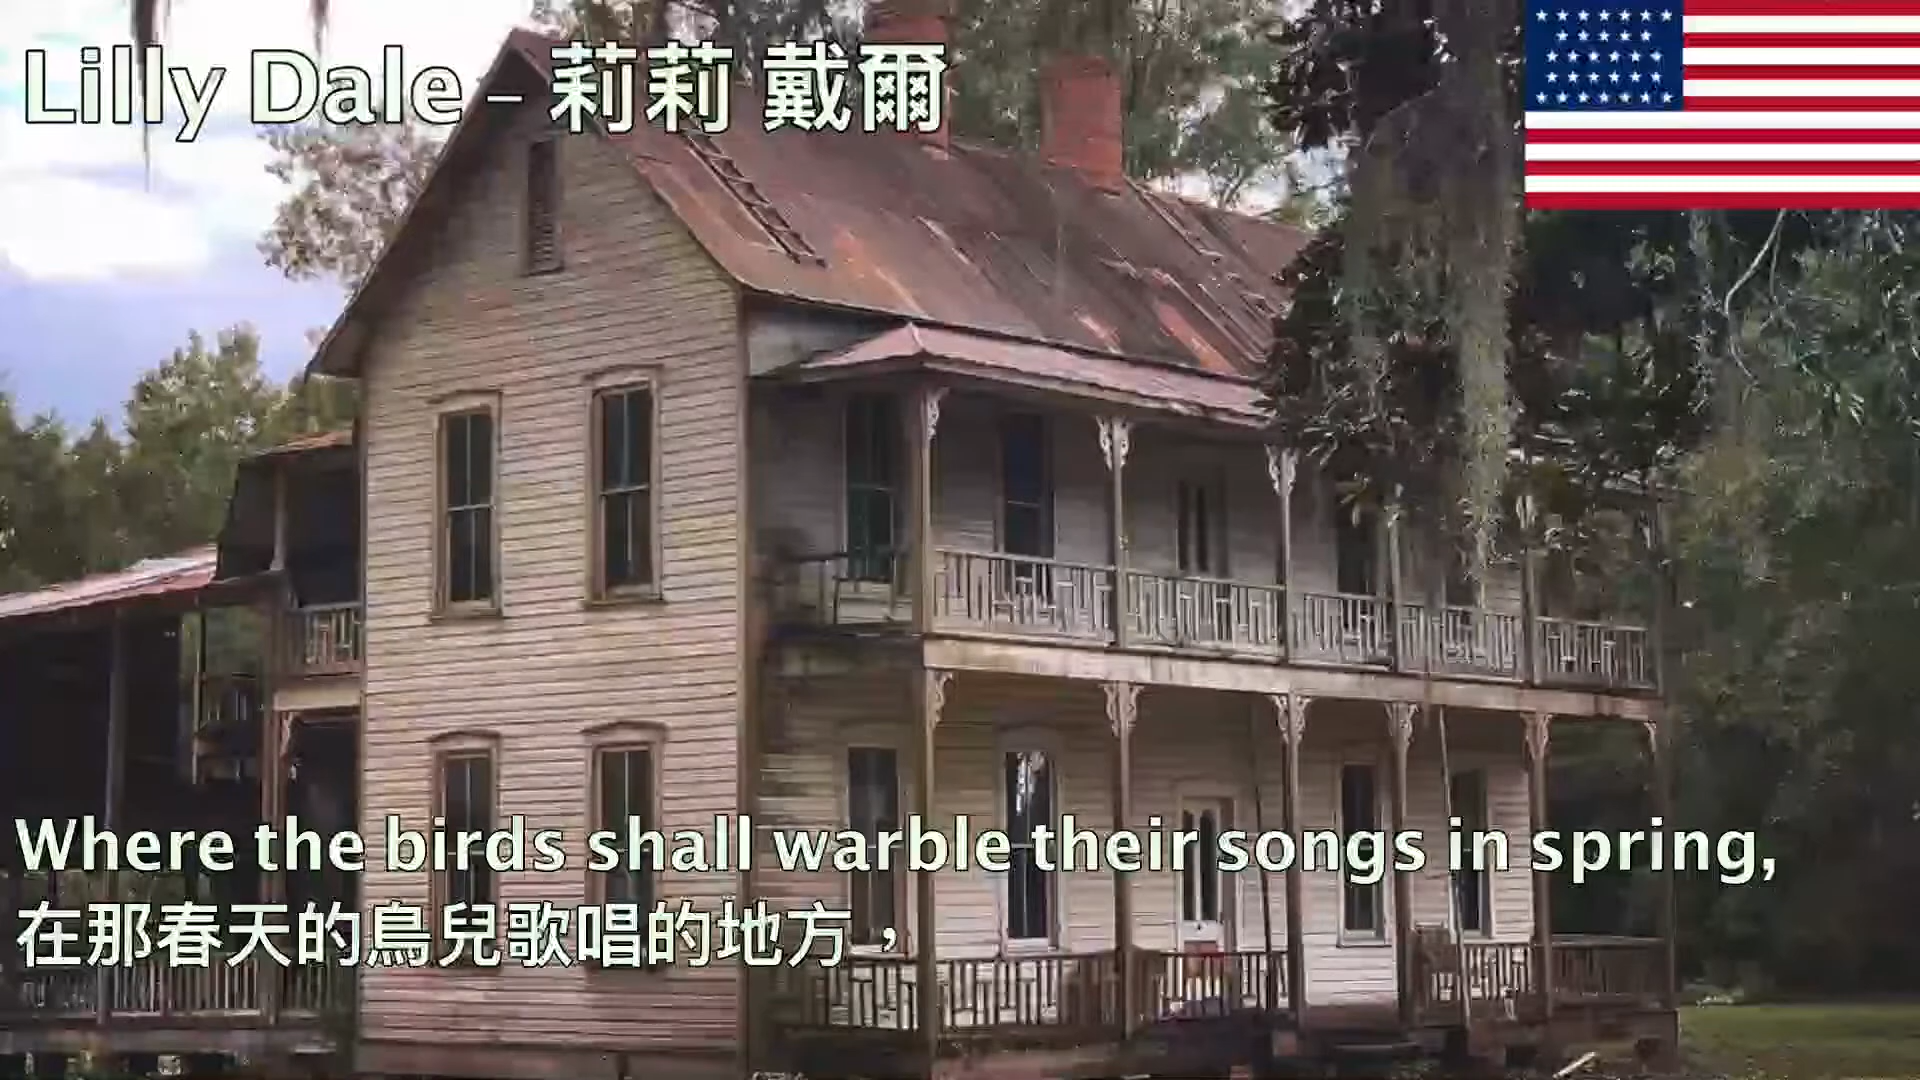 Lilly Dale – 莉莉 戴爾
Where the birds shall warble their songs in spring,
在那春天的鳥兒歌唱的地方，